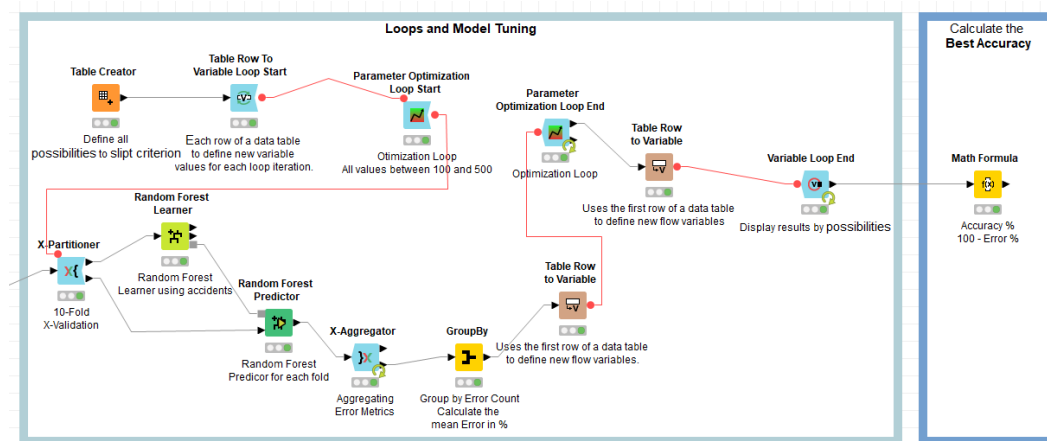 Loops and Model Tuning
Calculate the
Best Accuracy
Table Creator
Define all
possibilities to slipt criterion
Table Row To
Variable Loop Start
Each row of a data table
to define new variable
values for each loop iteration.
Parameter Optimization
Loop Start
Otimization Loop
All values between 100 and 500
Parameter
Optimization Loop End
Optimization Loop
Table Row
to Variable
Uses the first row of a data table
to define new flow variables
Variable Loop End
Display results by possibilities
Math Formula
Accuracy %
100 - Error %
X-Partitioner
10-Fold
X-Validation
Random Forest
Learner
Random Forest
Learner using accidents
Random Forest
Predictor
Random Forest
Predicor for each fold
X-Aggregator
Aggregating
Error Metrics
GroupBy
Group by Error Count
Calculate the
mean Error in %
Table Row
to Variable
Uses the first row of a data table
to define new flow variables.